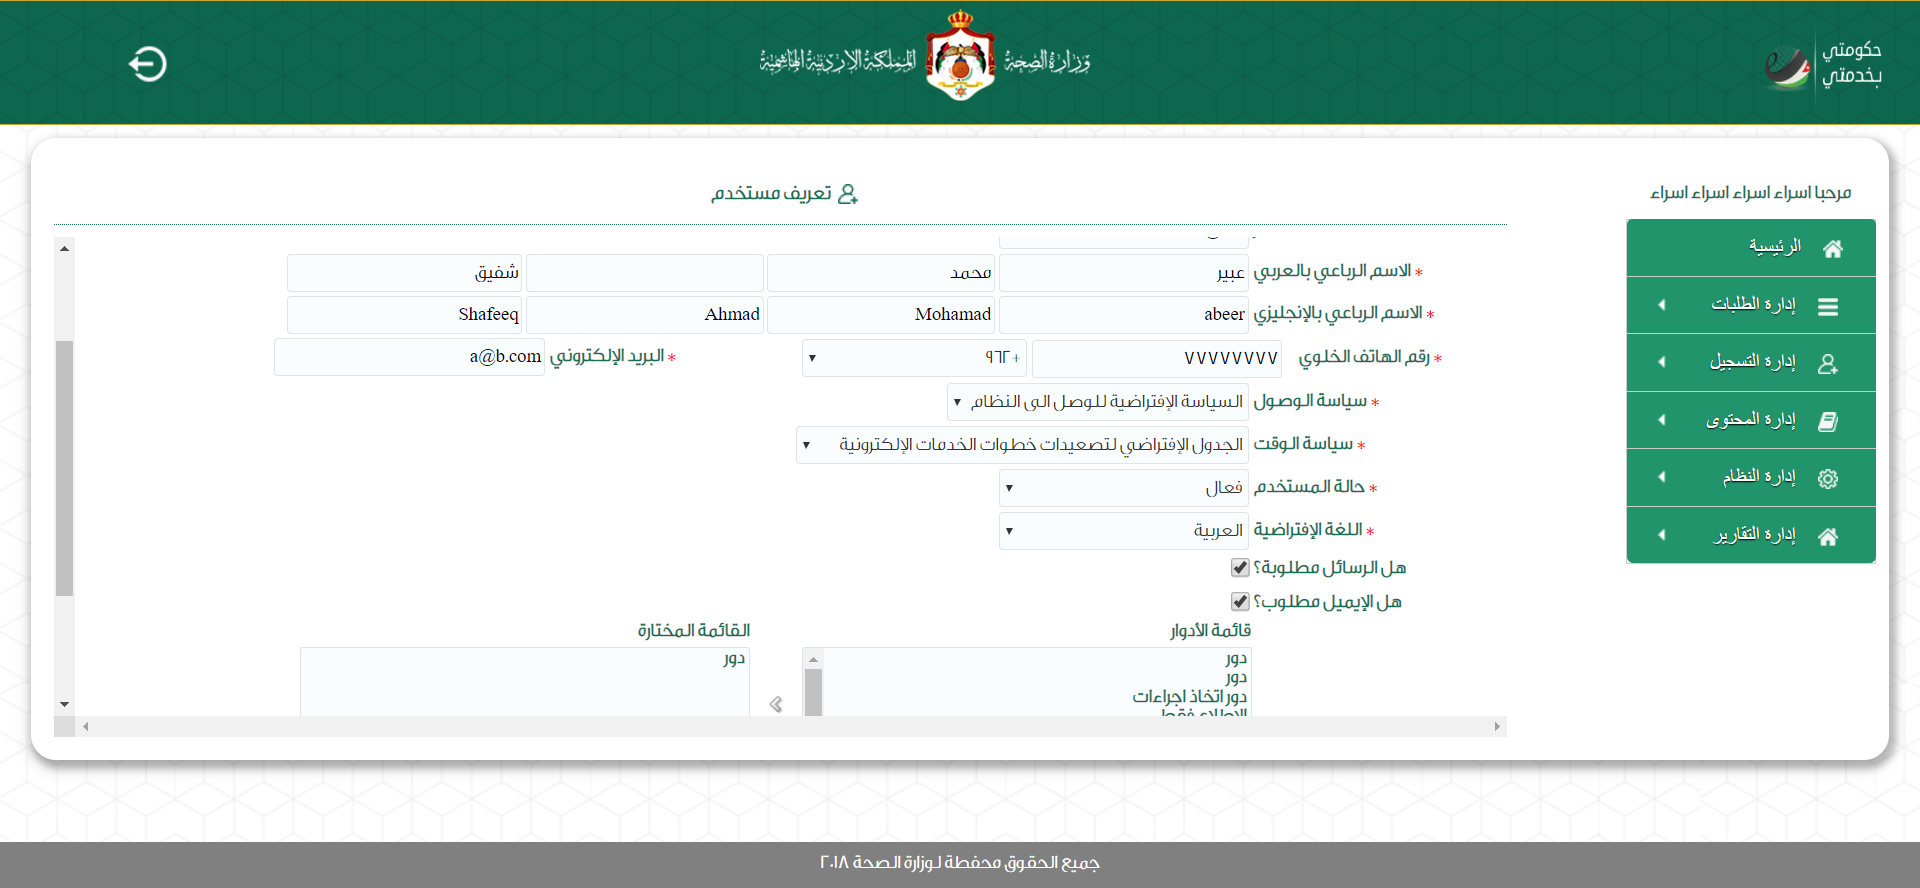 حكومتي
بخدمتي
وزارة الصحة
المملكة الاردنية الهاشمية
مرحبا اسراء اسراء اسراء اسراء
الرئيسية
إدارة الطلبات
إدارة التسجيل
إدارة المحتوى
إدارة النظام
إدارة التقارير
تعريف مستخدم
* الاسم الرباعي بالعربي عبير محمد شفيق
* الاسم الرباعي بالإنجليزي abeer Mohamad Ahmad Shafeeq
* رقم الهاتف الخلوي ٧٧٧٧٧٧٧٧ +٩٦٢ * البريد الإلكتروني a@b.com
* سياسة الوصول السياسة الإفتراضية للوصل الى النظام
* سياسة الوقت الجدول الإفتراضي لتصعيدات خطوات الخدمات الإلكترونية
* حالة المستخدم فعال
* اللغة الإفتراضية العربية
هل الرسائل مطلوبة؟
هل الإيميل مطلوب؟
قائمة الأدوار القائمة المختارة
دور دور
دور
دور اتخاذ اجراءات
الاطلاع فقط
جميع الحقوق محفظة لوزارة الصحة ٢٠١٨